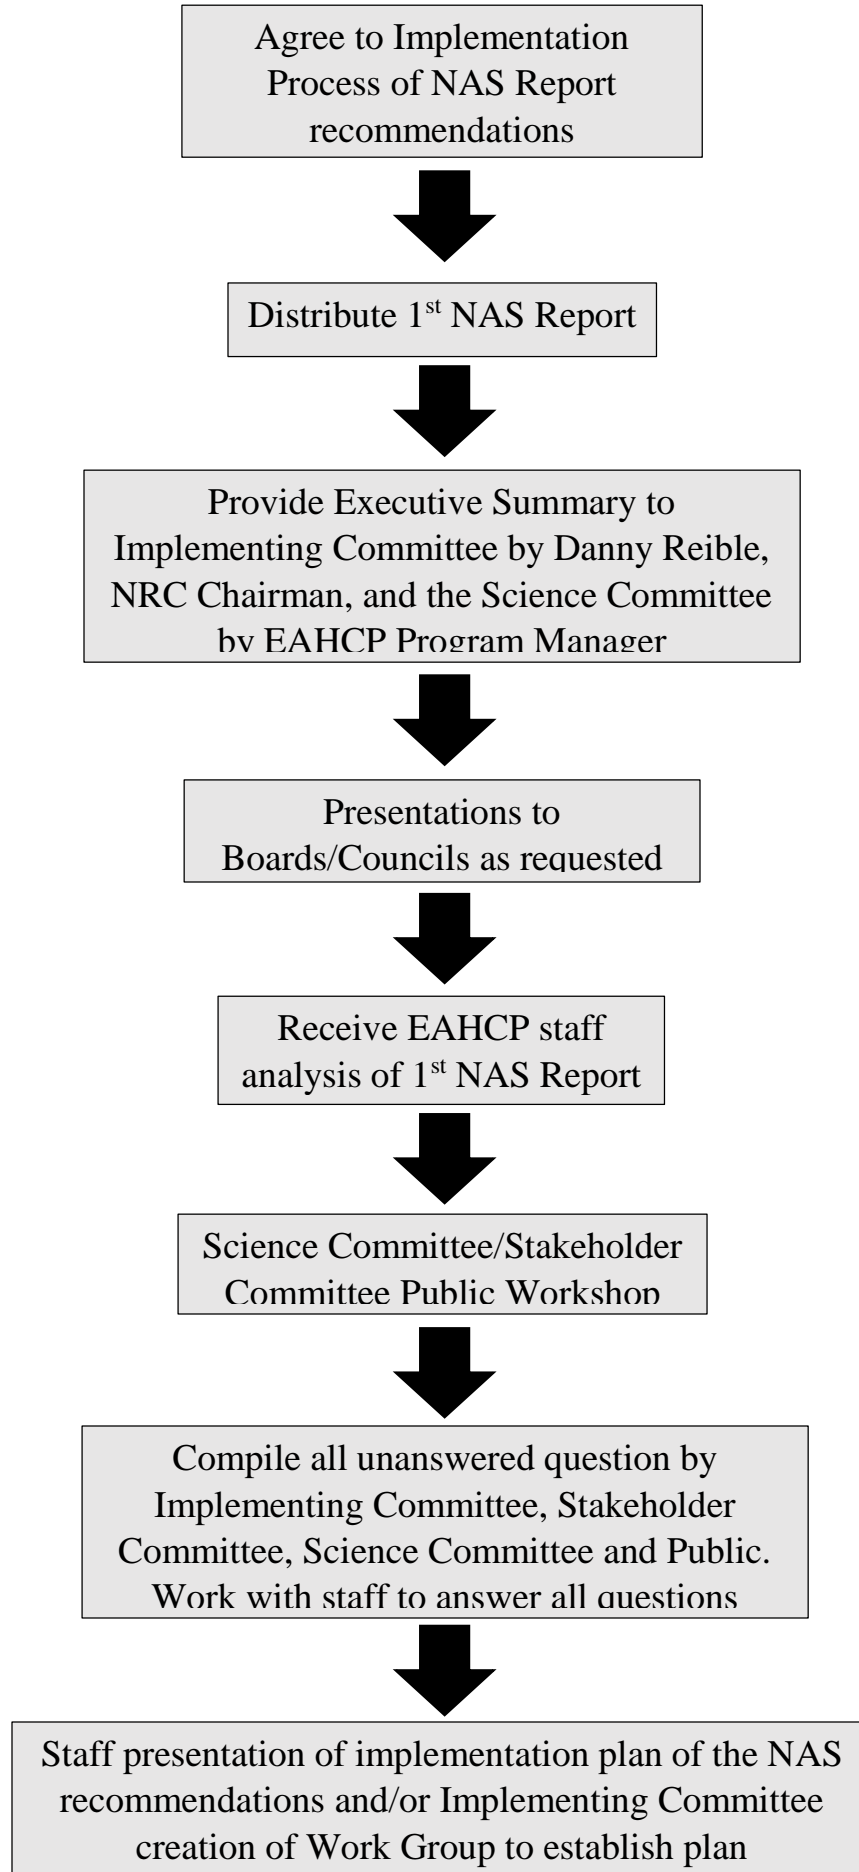 Agree to Implementation
Process of NAS Report
recommendations
Distribute 1st NAS Report
Provide Executive Summary to
Implementing Committee by Danny Reible,
NRC Chairman, and the Science Committee
by EAHCP Program Manager
Presentations to
Boards/Councils as requested
Receive EAHCP staff
analysis of 1st NAS Report
Science Committee/Stakeholder
Committee Public Workshop
Compile all unanswered question by
Implementing Committee, Stakeholder
Committee, Science Committee and Public.
Work with staff to answer all questions
Staff presentation of implementation plan of the NAS
recommendations and/or Implementing Committee
creation of Work Group to establish plan